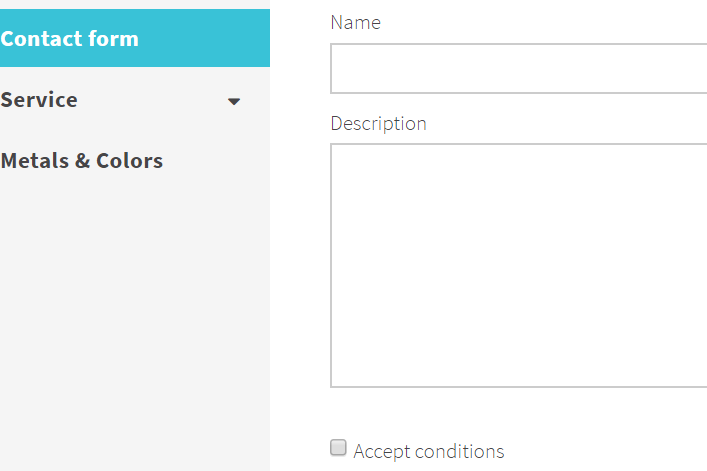 Contact form
Service
Metals & Colors
Name
Description
Accept conditions